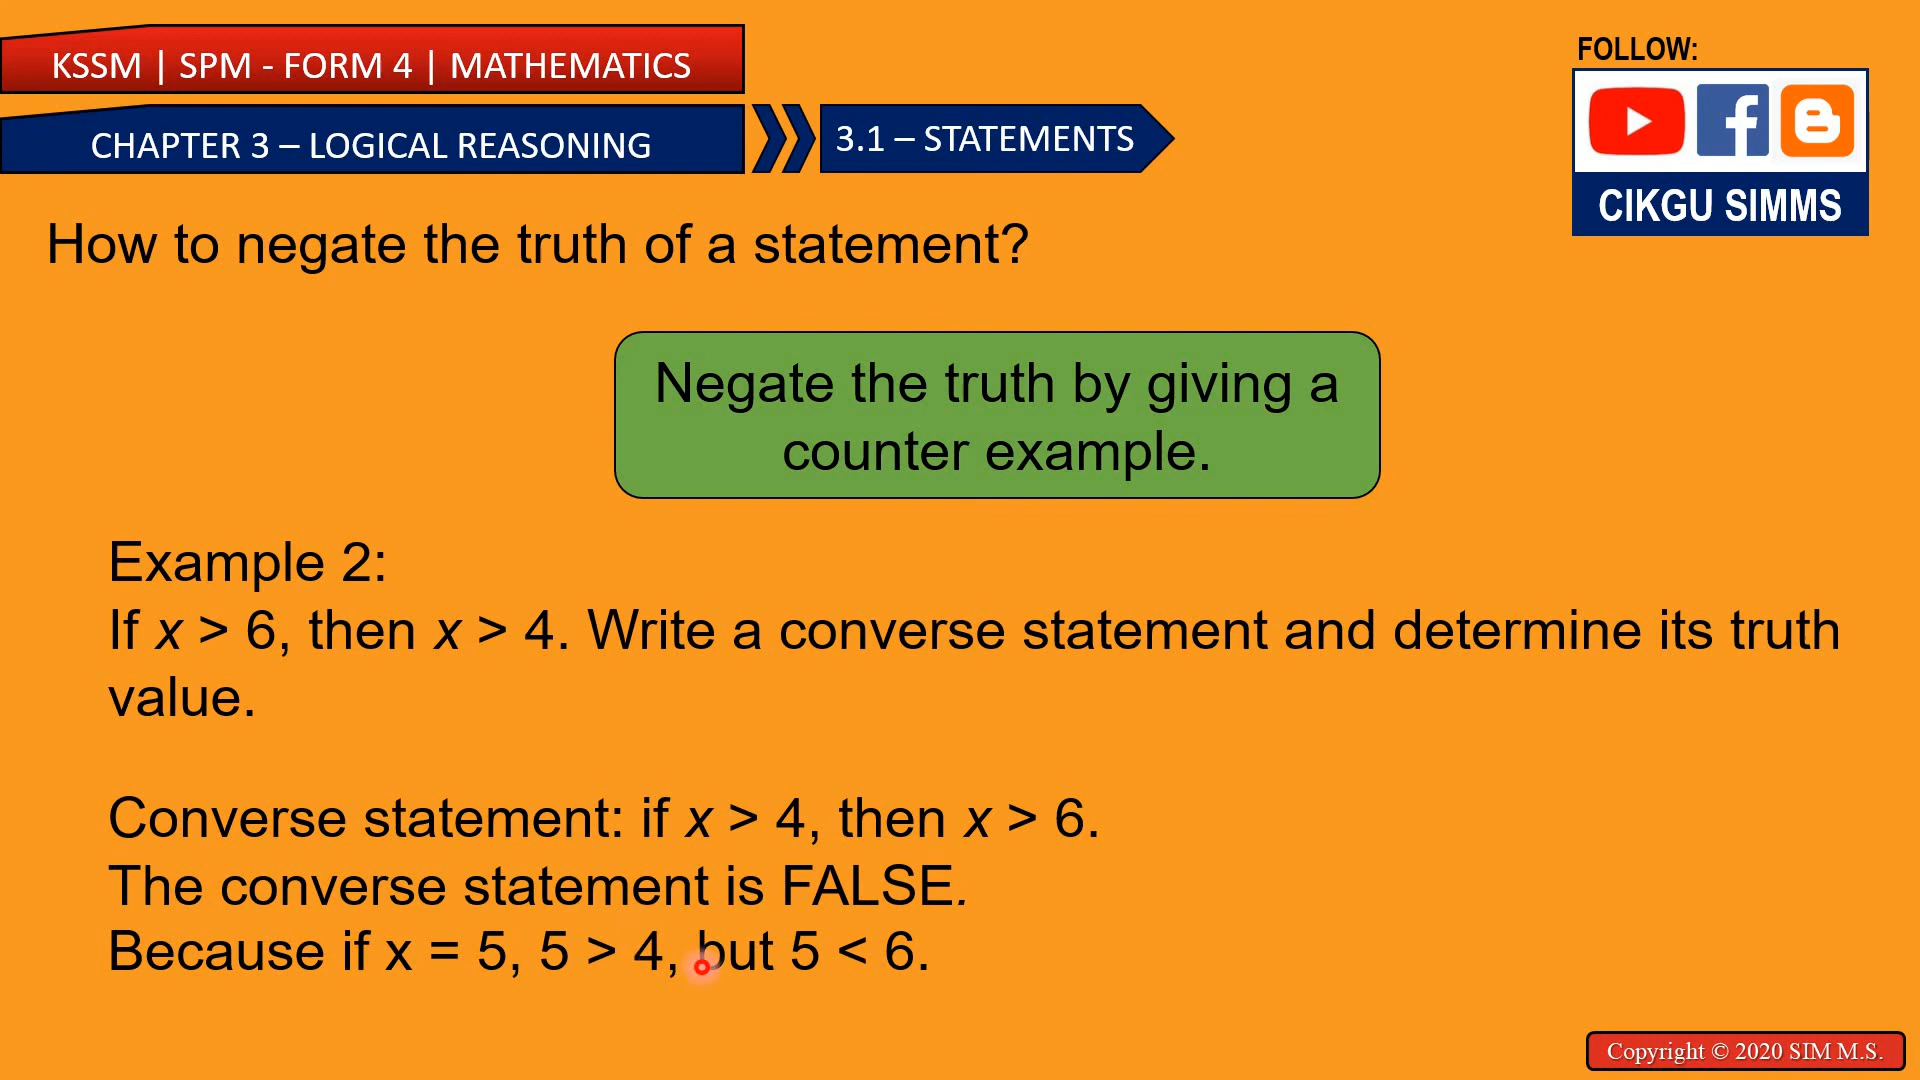 KSSM | SPM - FORM 4 | MATHEMATICS
FOLLOW:
CHAPTER 3 – LOGICAL REASONING
3.1 – STATEMENTS
CIKGU SIMMS
How to negate the truth of a statement?
Negate the truth by giving a
counter example.
Example 2:
If x > 6, then x > 4. Write a converse statement and determine its truth
value.
Converse statement: if x > 4, then x > 6.
The converse statement is FALSE.
Because if x = 5, 5 > 4, but 5 < 6.
Copyright © 2020 SIM M.S.